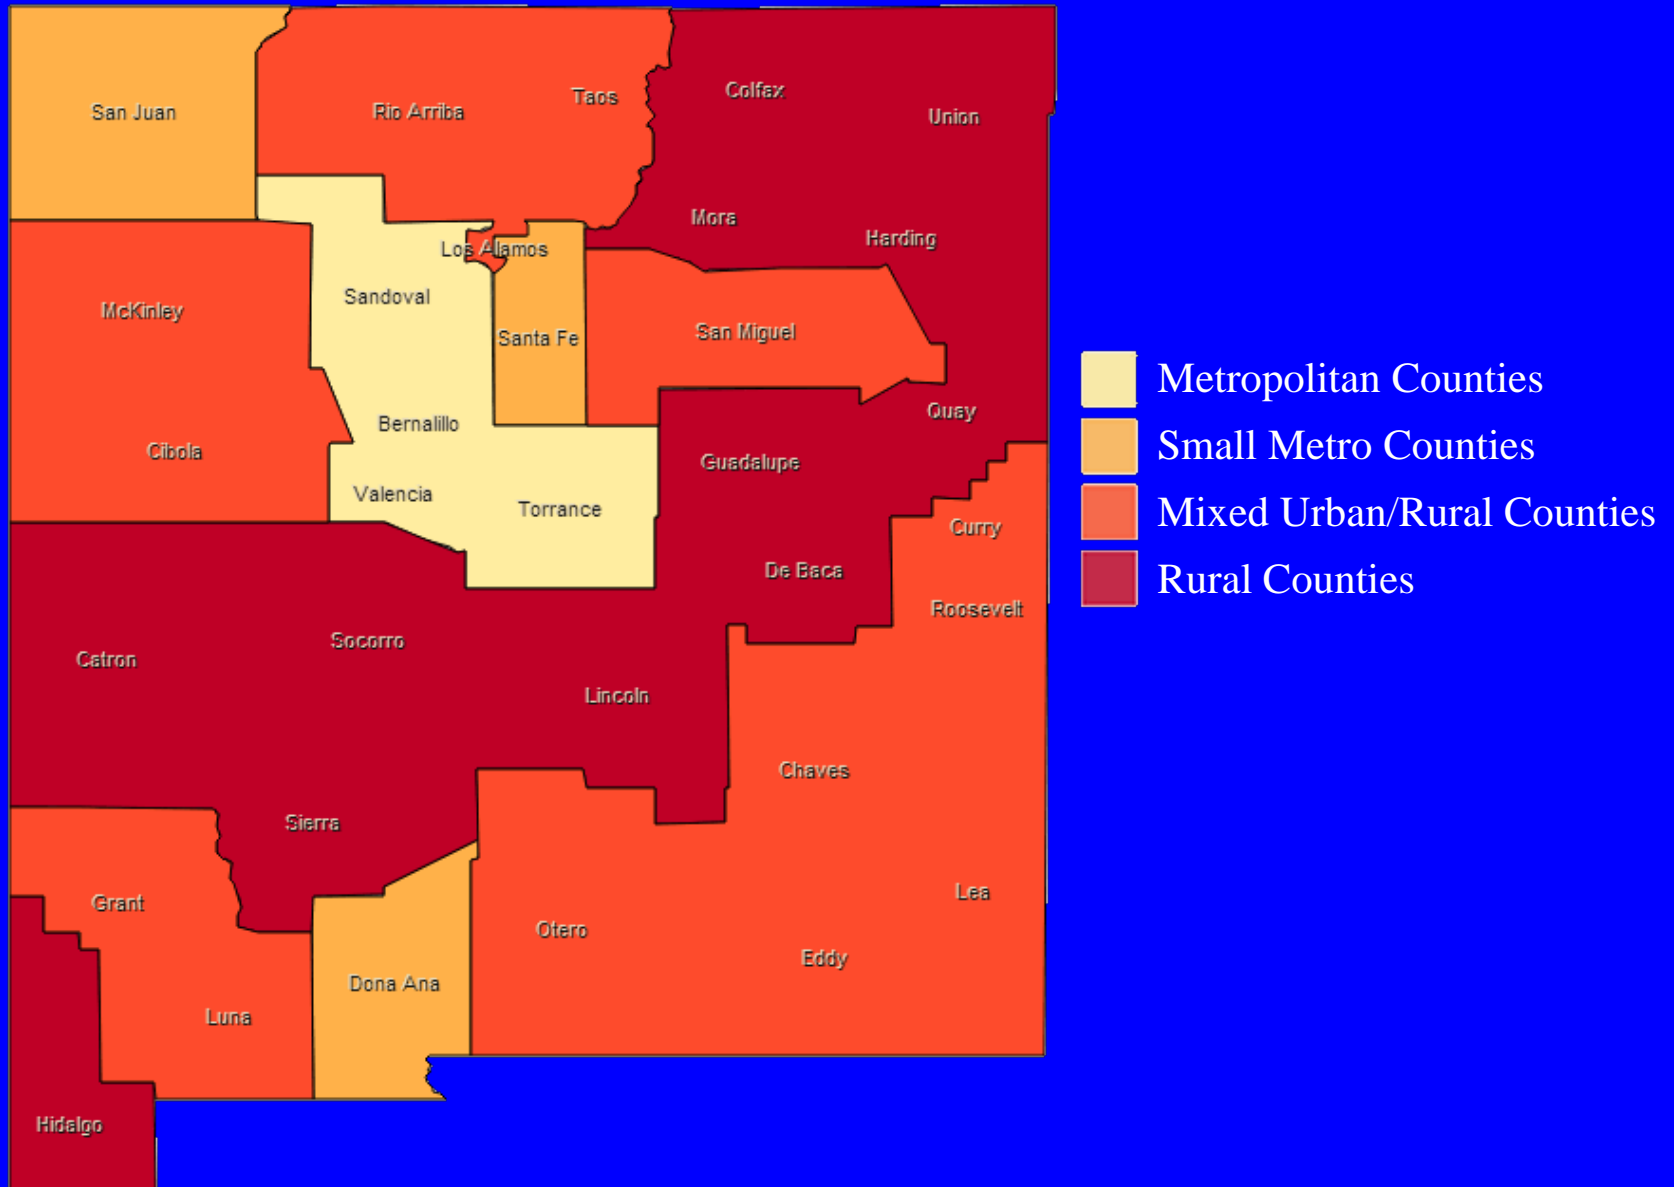 Colfax
Taos
San Juan
Rio Arriba
Union
Mora
Harding
Los Alamos
Sandoval
McKinley
San Miguel
Santa Fe
Quay
Bernalillo
Cibola
Guadalupe
Valencia
Torrance
Curry
De Baca
Roosevelt
Socorro
Catron
Lincoln
Chaves
Sierra
Lea
Grant
Otero
Eddy
Dona Ana
Luna
Hidalgo
Metropolitan Counties
Small Metro Counties
Mixed Urban/Rural Counties
Rural Counties